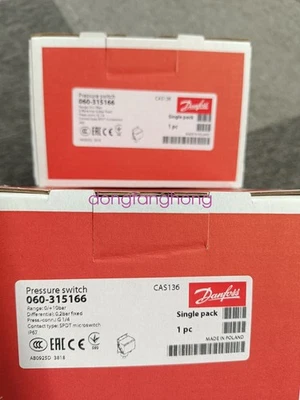 Pressure switch
060-315166
CAS136
Danfoss
Single pack
1 pc
dongfanghong
Pressure switch
060-315166
Range: 0/+10bar
Differential: 0,2bar fixed
Press.conn.: G 1/4
Contact type: SPDT microswitch
IP67
CAS136
Danfoss
Single pack
1 pc
MADE IN POLAND